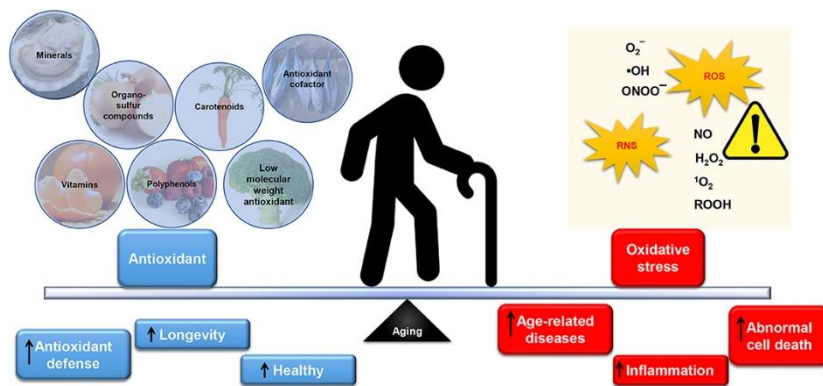 Minerals
Organo-
sulfur
compounds
Carotenoids
Antioxidant
cofactor
Vitamins
Polyphenols
Low
molecular
weight
antioxidant
O₂⁻
•OH
ONOO⁻
ROS
RNS
NO
H₂O₂
¹O₂
ROOH
!
Antioxidant
Oxidative
stress
Aging
↑Antioxidant
defense
↑Longevity
↑Healthy
↑Age-related
diseases
↑Inflammation
↑Abnormal
cell death